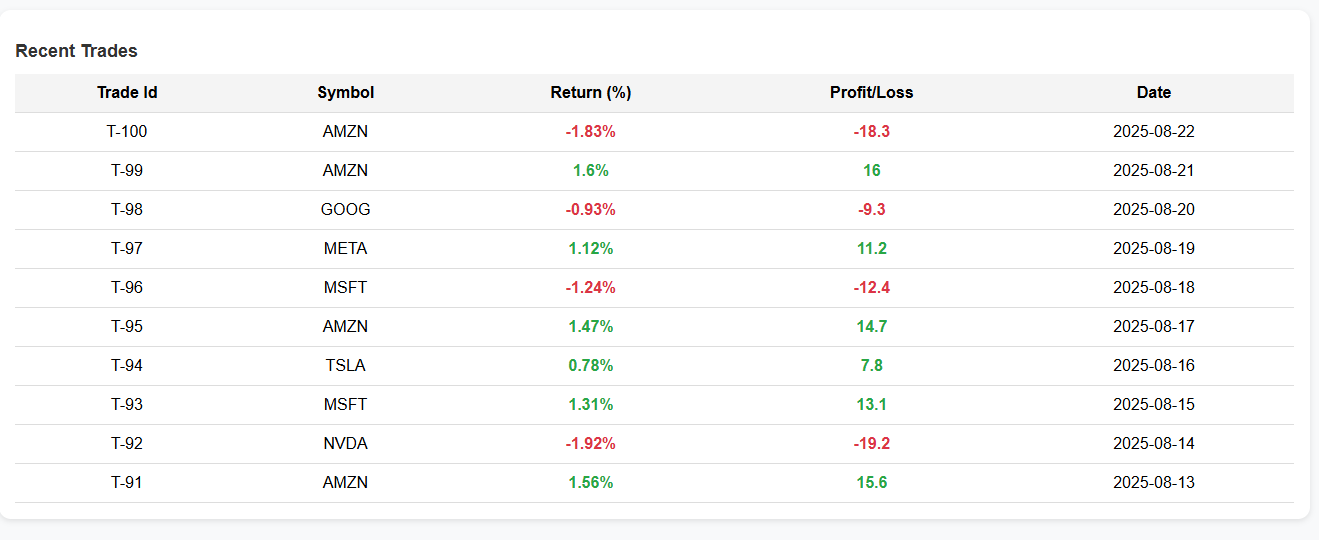 Recent Trades
Trade Id Symbol Return (%) Profit/Loss Date
T-100 AMZN -1.83% -18.3 2025-08-22
T-99 AMZN 1.6% 16 2025-08-21
T-98 GOOG -0.93% -9.3 2025-08-20
T-97 META 1.12% 11.2 2025-08-19
T-96 MSFT -1.24% -12.4 2025-08-18
T-95 AMZN 1.47% 14.7 2025-08-17
T-94 TSLA 0.78% 7.8 2025-08-16
T-93 MSFT 1.31% 13.1 2025-08-15
T-92 NVDA -1.92% -19.2 2025-08-14
T-91 AMZN 1.56% 15.6 2025-08-13